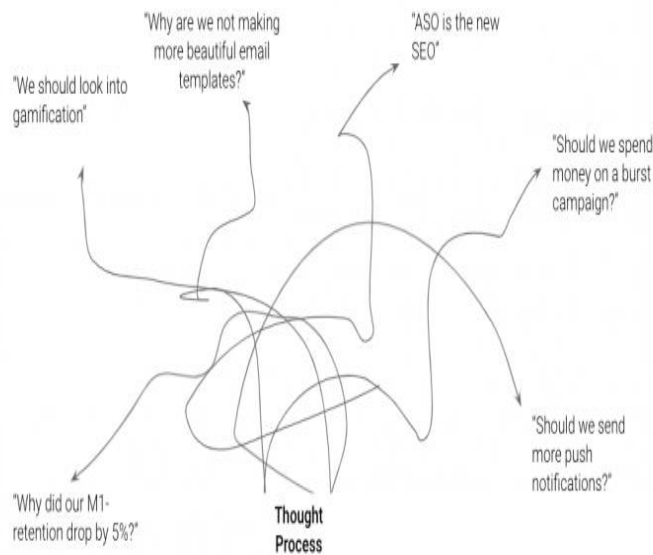 "Why are we not making
more beautiful email
templates?"
"ASO is the new
SEO"
"We should look into
gamification"
"Should we spend
money on a burst
campaign?"
"Should we send
more push
notifications?"
"Why did our M1-
retention drop by 5%?"
Thought
Process